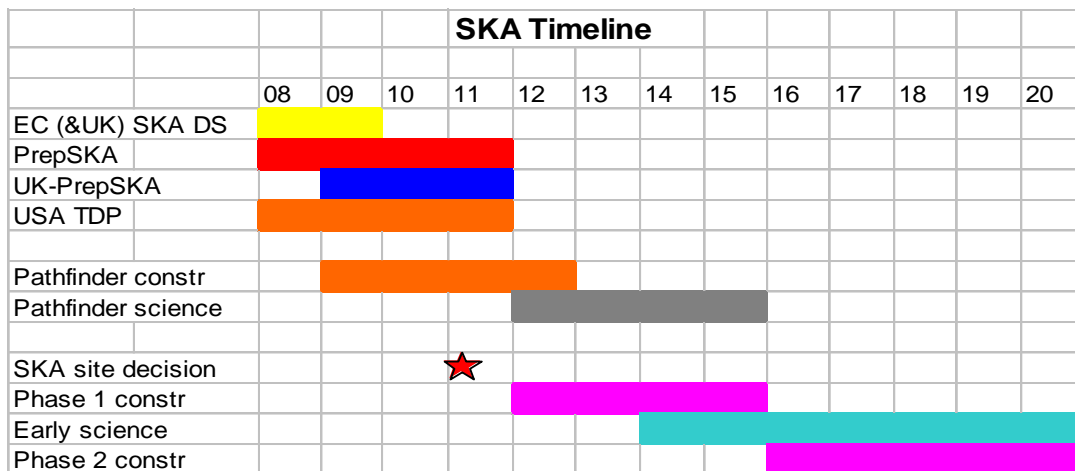 SKA Timeline
08 09 10 11 12 13 14 15 16 17 18 19 20
EC (&UK) SKA DS
PrepSKA
UK-PrepSKA
USA TDP
Pathfinder constr
Pathfinder science
SKA site decision
Phase 1 constr
Early science
Phase 2 constr